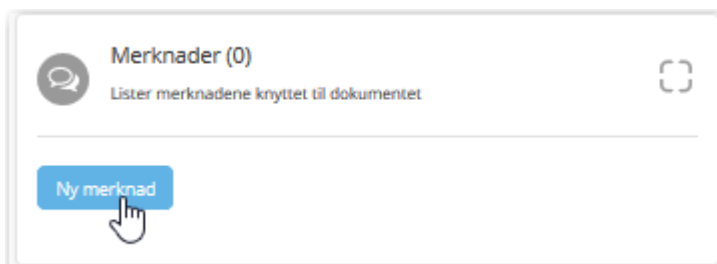 Merknader (0)
Lister merknadene knyttet til dokumentet
Ny merknad